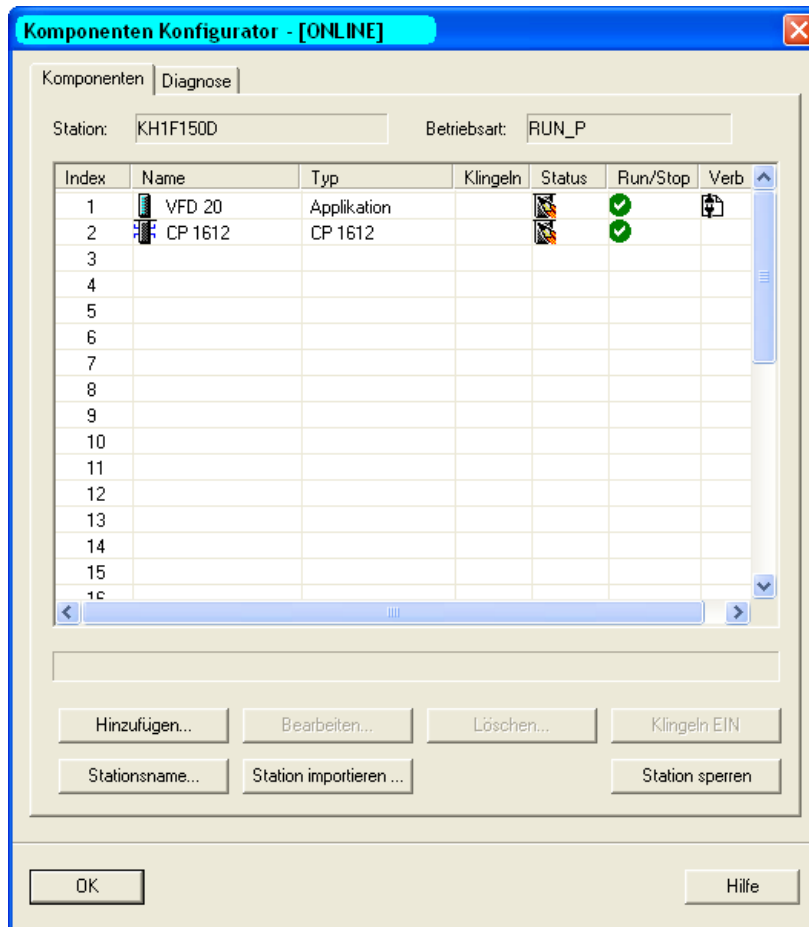 Komponenten Konfigurator - [ONLINE]
Komponenten Diagnose
Station: KH1F150D Betriebsart: RUN_P
Index Name Typ Klingeln Status Run/Stop Verb
1 VFD 20 Applikation
2 CP 1612 CP 1612
3
4
5
6
7
8
9
10
11
12
13
14
15
16
Hinzufügen... Bearbeiten... Löschen... Klingeln EIN
Stationsname... Station importieren ... Station sperren
OK Hilfe